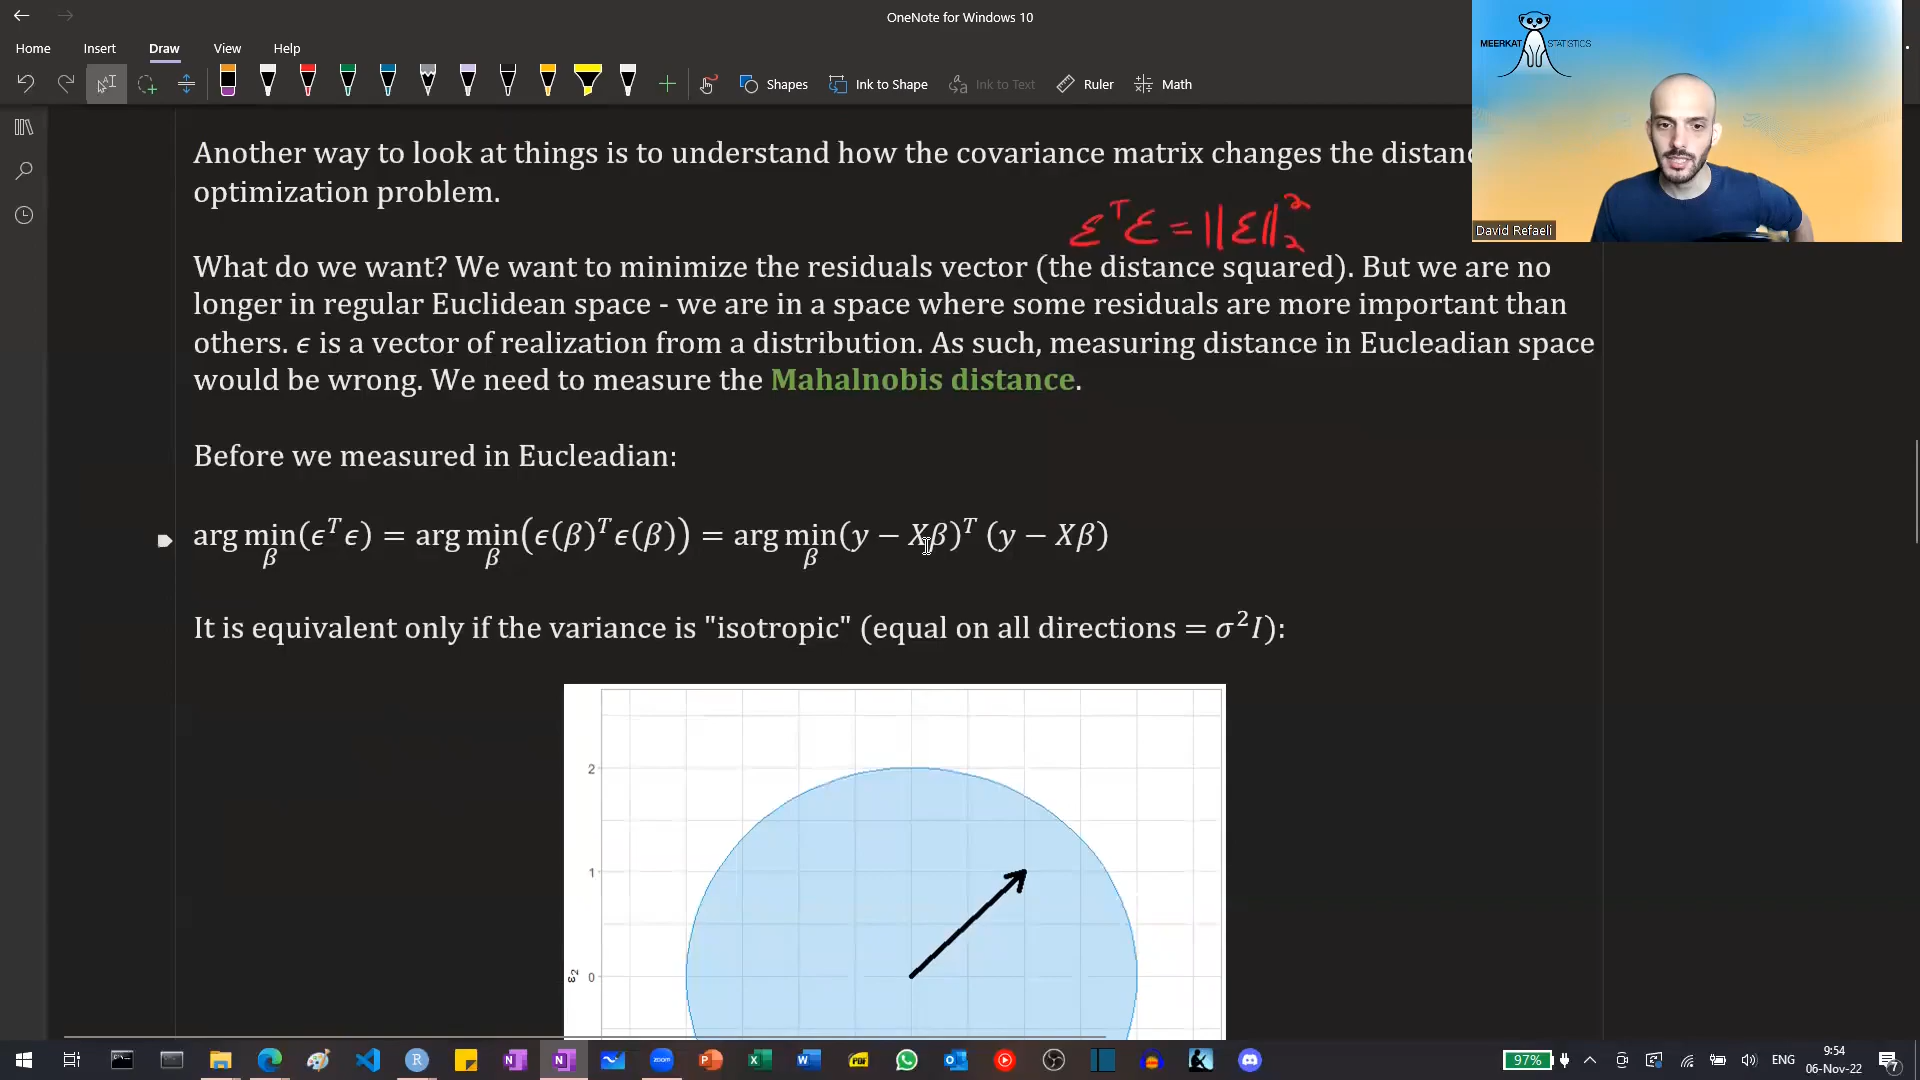 OneNote for Windows 10
Home Insert Draw View Help
Shapes Ink to Shape Ink to Text Ruler Math
MEERKAT STATISTICS
David Refaeli
Another way to look at things is to understand how the covariance matrix changes the
optimization problem.
εᵀε = ||ε||₂²
What do we want? We want to minimize the residuals vector (the distance squared). But we are no
longer in regular Euclidean space - we are in a space where some residuals are more important than
others. ϵ is a vector of realization from a distribution. As such, measuring distance in Eucleadian space
would be wrong. We need to measure the Mahalnobis distance.
Before we measured in Eucleadian:
arg min_β(ϵᵀϵ) = arg min_β(ϵ(β)ᵀϵ(β)) = arg min_β(y − Xβ)ᵀ (y − Xβ)
It is equivalent only if the variance is "isotropic" (equal on all directions = σ²I):
2
1
0
ε₂
97% ENG 9:54
06-Nov-22